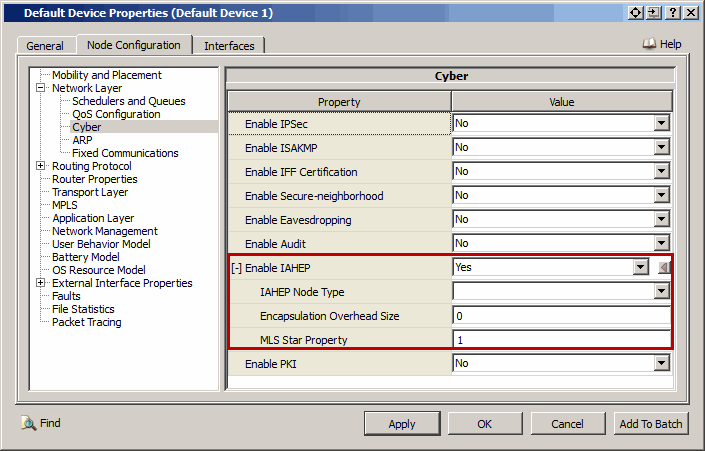 Default Device Properties (Default Device 1)
General
Node Configuration
Interfaces
Help
Mobility and Placement
Network Layer
Schedulers and Queues
QoS Configuration
Cyber
ARP
Fixed Communications
Routing Protocol
Router Properties
Transport Layer
MPLS
Application Layer
Network Management
User Behavior Model
Battery Model
OS Resource Model
External Interface Properties
Faults
File Statistics
Packet Tracing
Cyber
Property Value
Enable IPSec No
Enable ISAKMP No
Enable IFF Certification No
Enable Secure-neighborhood No
Enable Eavesdropping No
Enable Audit No
[-] Enable IAHEP Yes
IAHEP Node Type
Encapsulation Overhead Size 0
MLS Star Property 1
Enable PKI No
Find
Apply
OK
Cancel
Add To Batch